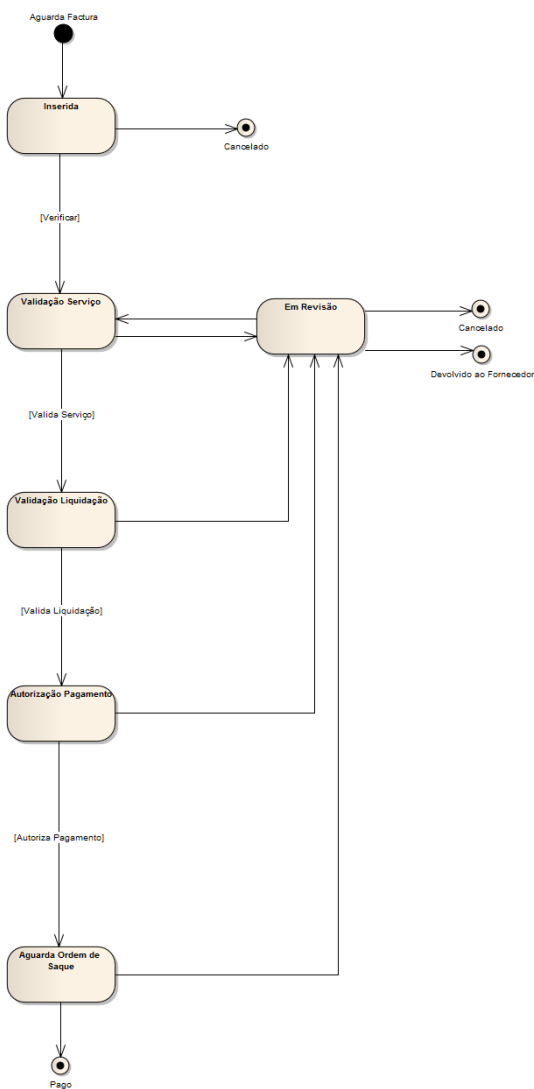 Aguarda Factura
Inserida
Cancelado
[Verificar]
Validação Serviço
Em Revisão
Cancelado
Devolvido ao Fornecedor
[Valida Serviço]
Validação Liquidação
[Valida Liquidação]
Autorização Pagamento
[Autoriza Pagamento]
Aguarda Ordem de
Saque
Pago